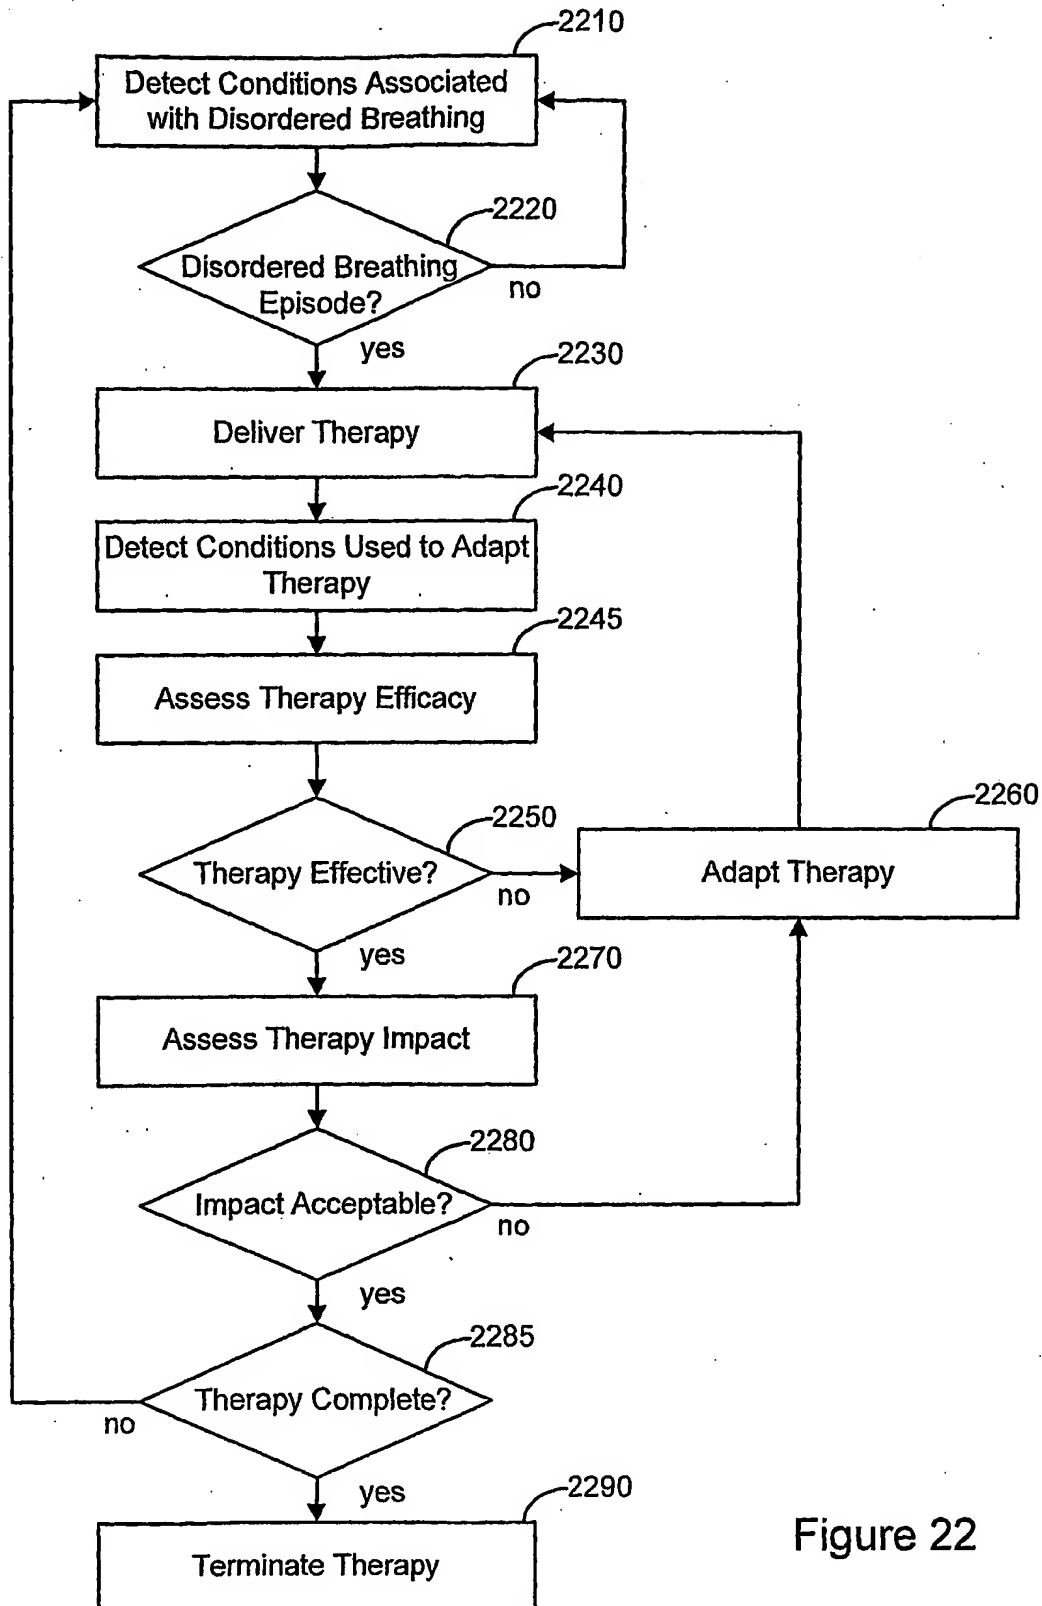 2210
Detect Conditions Associated
with Disordered Breathing
2220
Disordered Breathing
Episode?
no
yes
2230
Deliver Therapy
2240
Detect Conditions Used to Adapt
Therapy
2245
Assess Therapy Efficacy
2250
Therapy Effective?
no
2260
Adapt Therapy
yes
2270
Assess Therapy Impact
2280
Impact Acceptable?
no
yes
2285
Therapy Complete?
no
yes
2290
Terminate Therapy
Figure 22